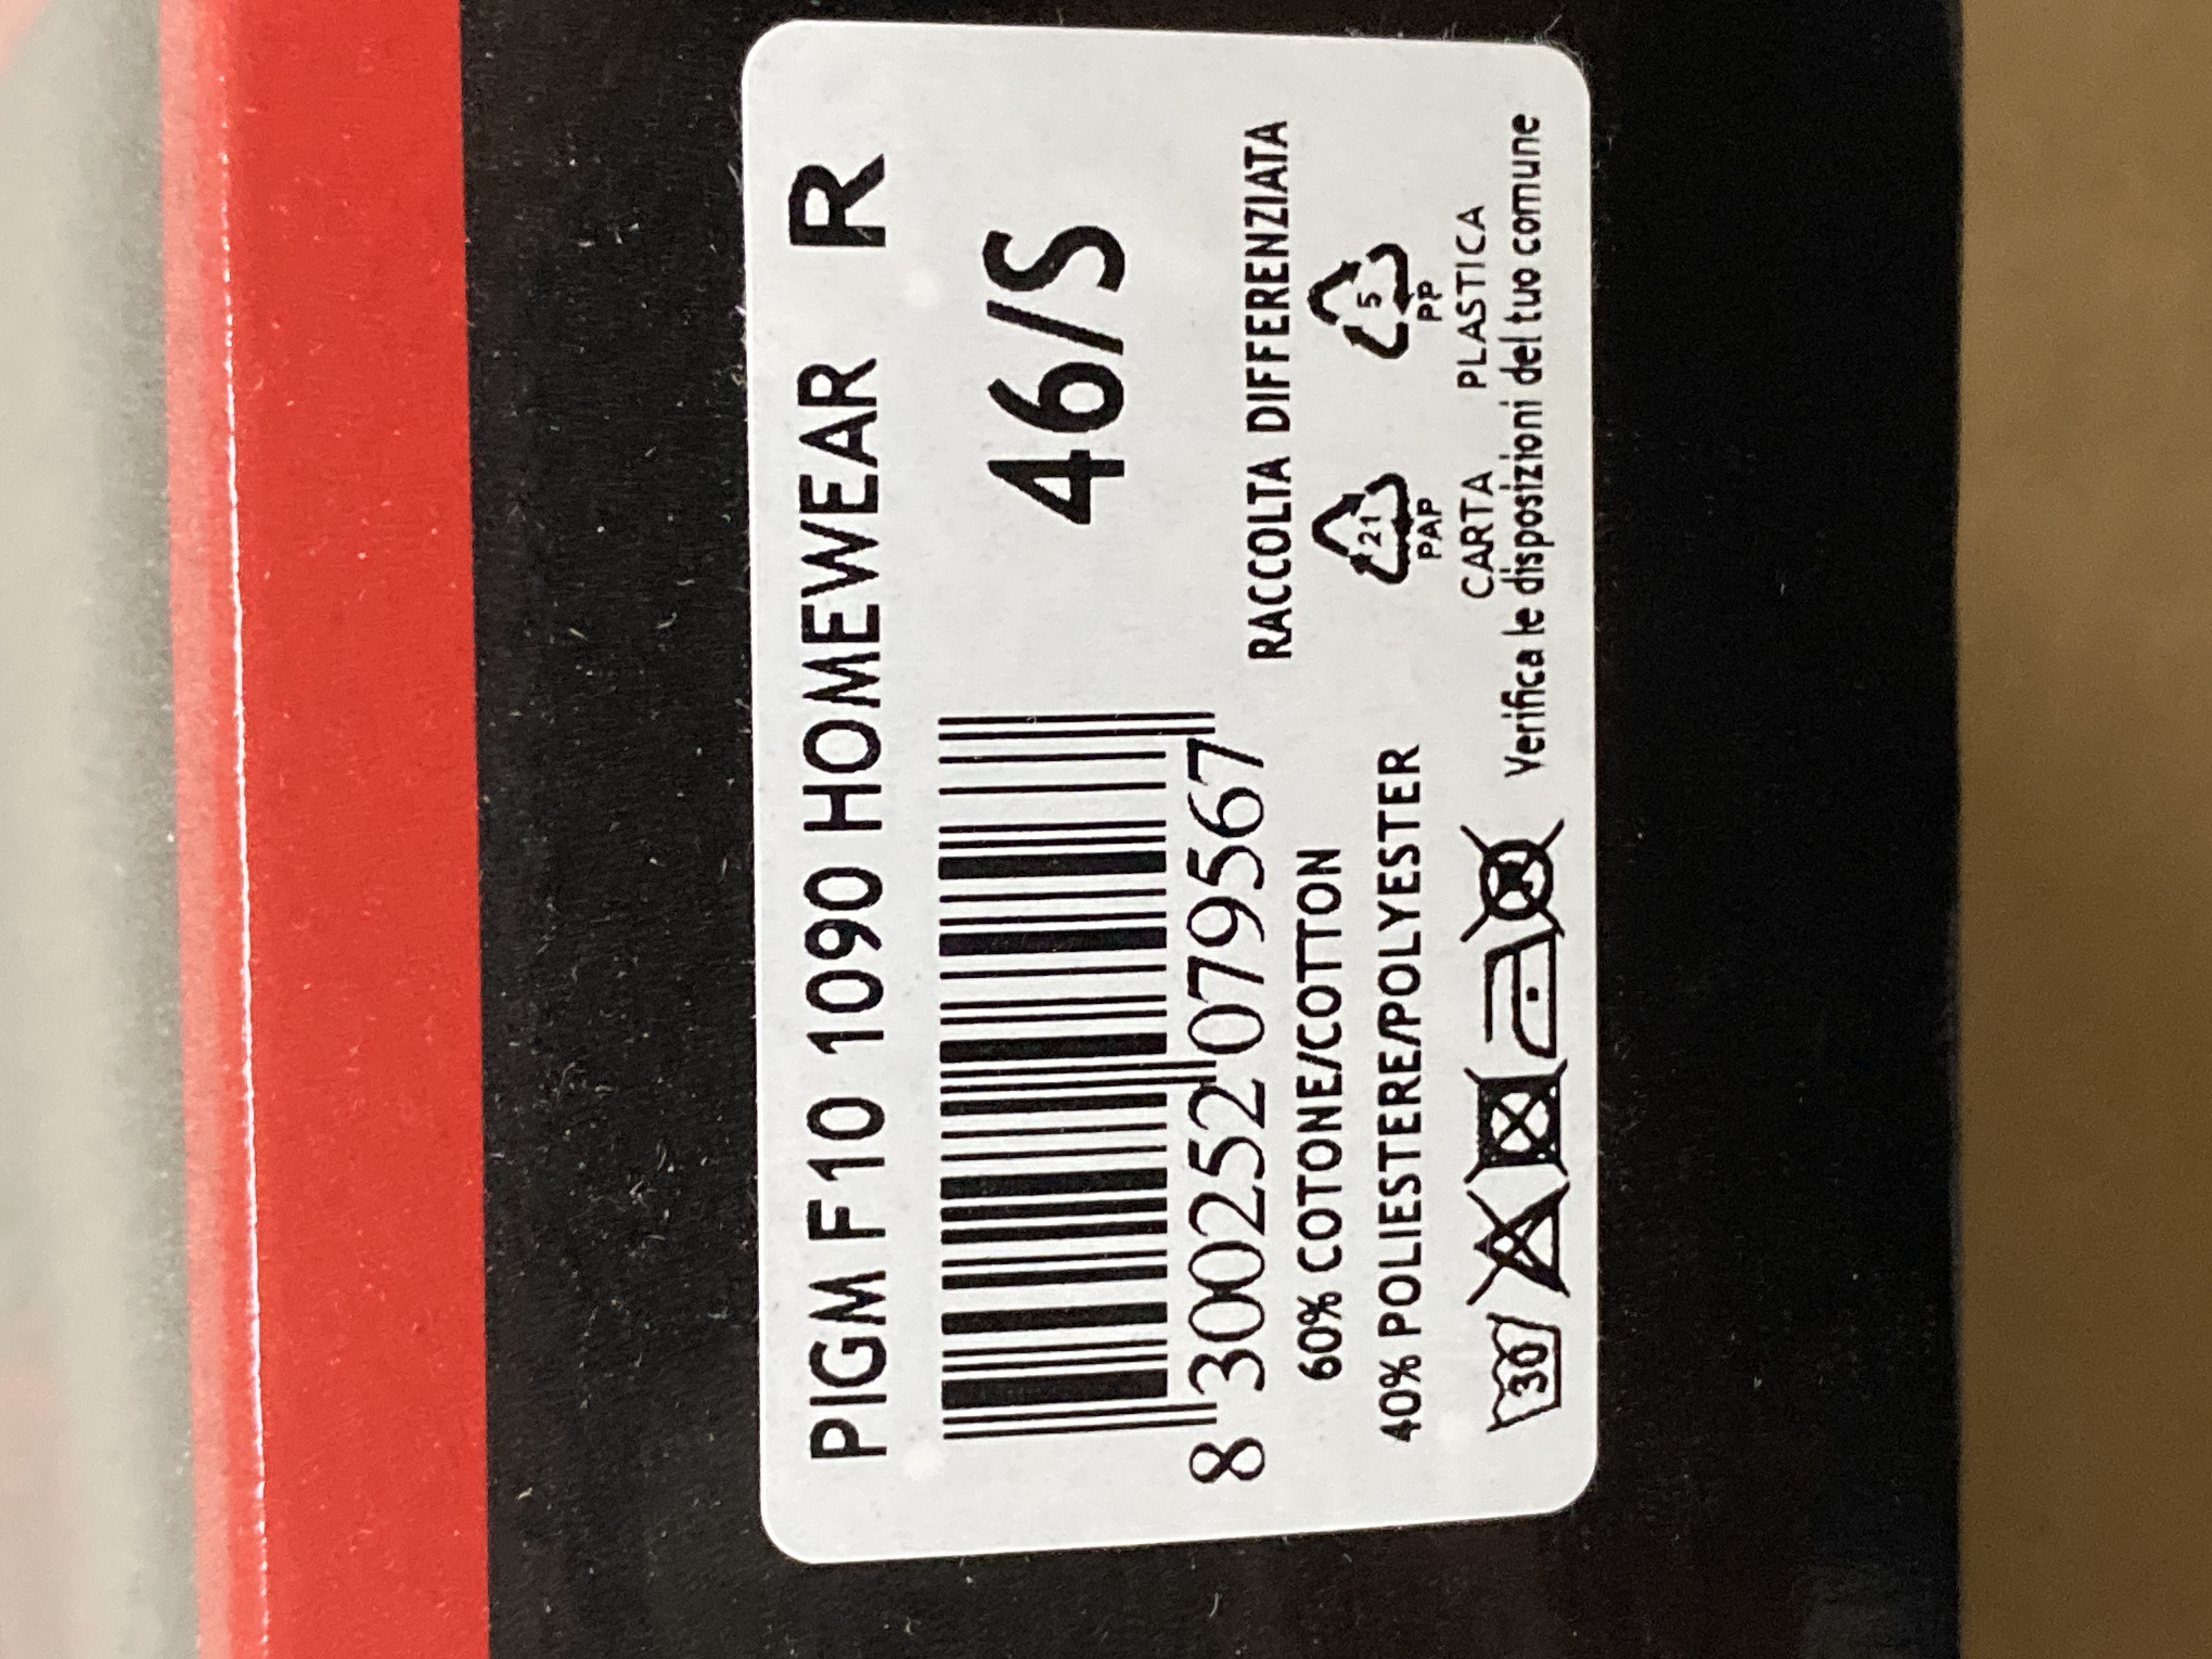 PIGM F10 1090 HOMEWEAR R
46/S
8 300252 079567
60% COTONE/COTTON
40% POLIESTERE/POLYESTER
30
RACCOLTA DIFFERENZIATA
21 5
PAP PP
CARTA PLASTICA
Verifica le disposizioni del tuo comune